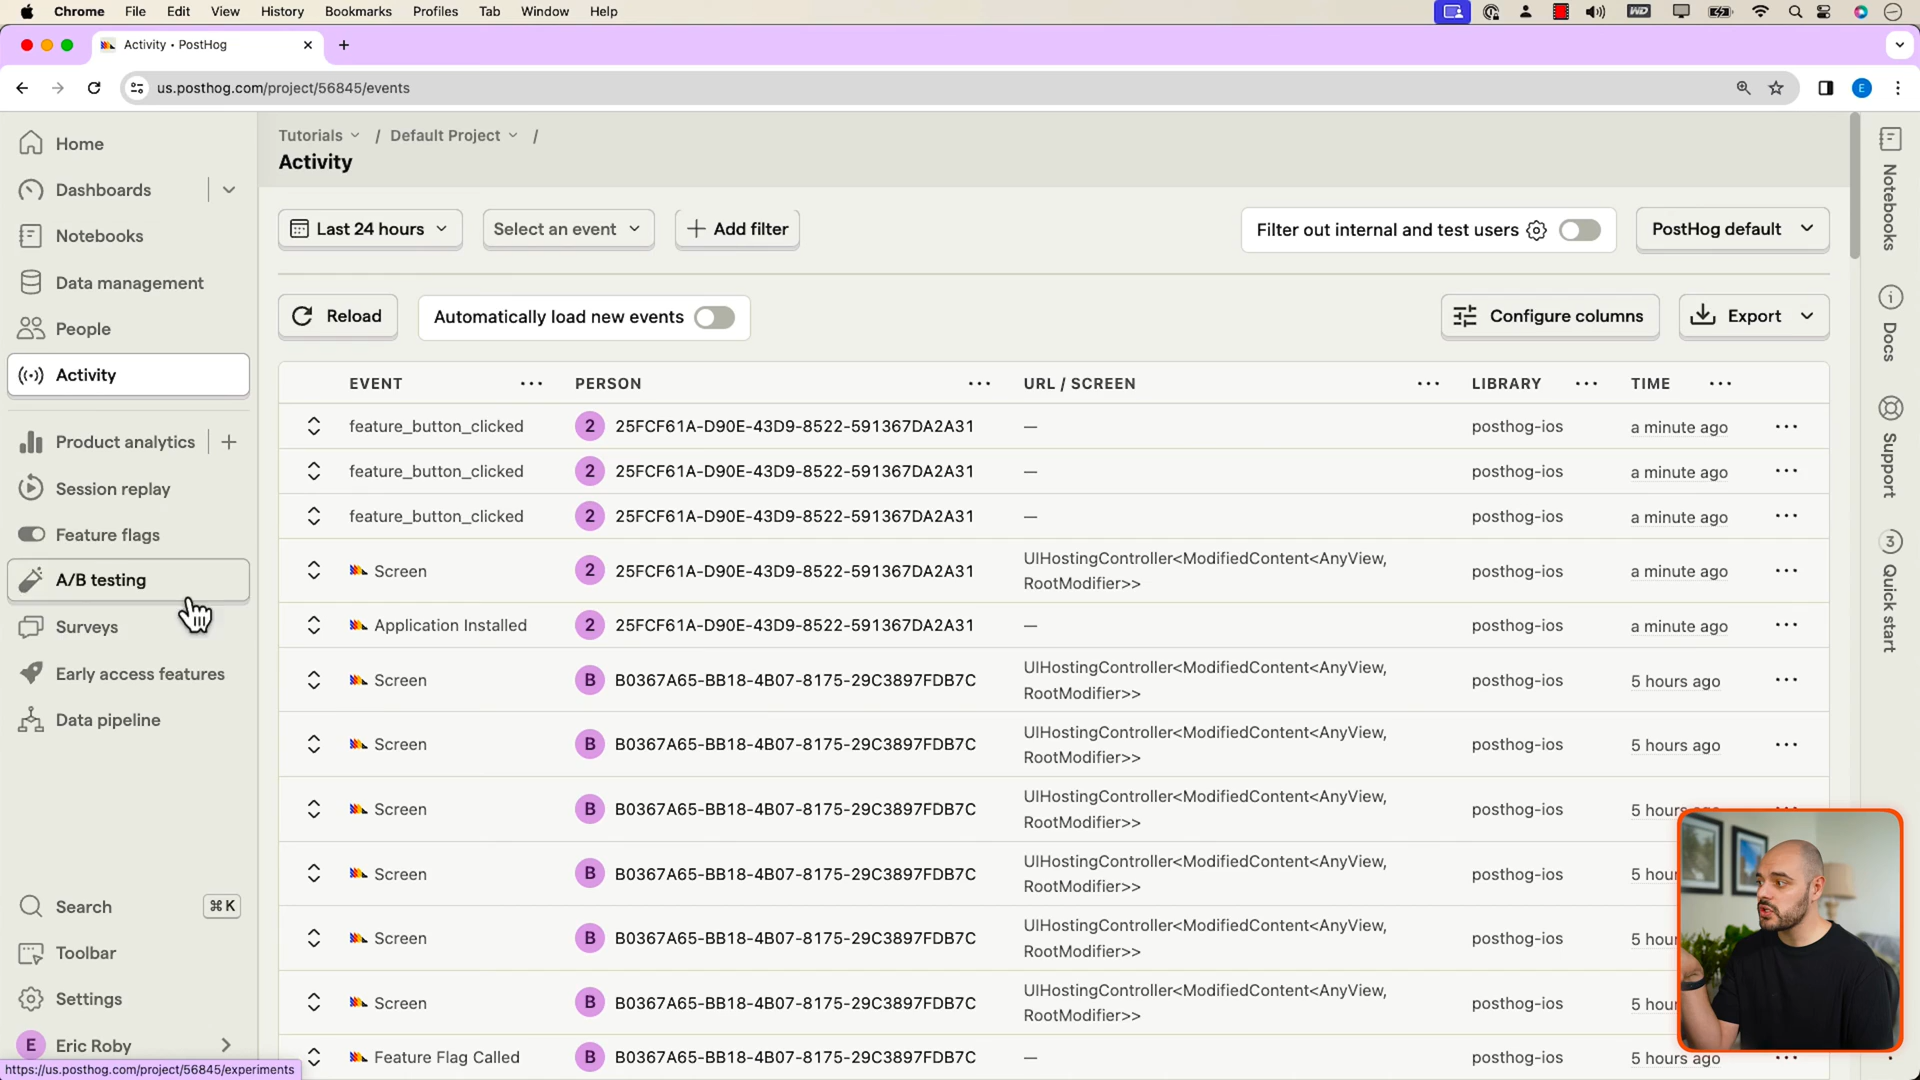 Chrome File Edit View History Bookmarks Profiles Tab Window Help
WD
Activity • PostHog
us.posthog.com/project/56845/events
E
Home
Dashboards
Notebooks
Data management
People
Activity
Product analytics
Session replay
Feature flags
A/B testing
Surveys
Early access features
Data pipeline
Search ⌘K
Toolbar
Settings
E Eric Roby
https://us.posthog.com/project/56845/experiments
Tutorials / Default Project /
Activity
Last 24 hours Select an event + Add filter Filter out internal and test users PostHog default
Reload Automatically load new events Configure columns Export
EVENT ••• PERSON ••• URL / SCREEN ••• LIBRARY ••• TIME •••
feature_button_clicked 2 25FCF61A-D90E-43D9-8522-591367DA2A31 — posthog-ios a minute ago •••
feature_button_clicked 2 25FCF61A-D90E-43D9-8522-591367DA2A31 — posthog-ios a minute ago •••
feature_button_clicked 2 25FCF61A-D90E-43D9-8522-591367DA2A31 — posthog-ios a minute ago •••
Screen 2 25FCF61A-D90E-43D9-8522-591367DA2A31 UIHostingController<ModifiedContent<AnyView, posthog-ios a minute ago •••
RootModifier>>
Application Installed 2 25FCF61A-D90E-43D9-8522-591367DA2A31 — posthog-ios a minute ago •••
Screen B B0367A65-BB18-4B07-8175-29C3897FDB7C UIHostingController<ModifiedContent<AnyView, posthog-ios 5 hours ago •••
RootModifier>>
Screen B B0367A65-BB18-4B07-8175-29C3897FDB7C UIHostingController<ModifiedContent<AnyView, posthog-ios 5 hours ago •••
RootModifier>>
Screen B B0367A65-BB18-4B07-8175-29C3897FDB7C UIHostingController<ModifiedContent<AnyView, posthog-ios 5 hours ago
RootModifier>>
Screen B B0367A65-BB18-4B07-8175-29C3897FDB7C UIHostingController<ModifiedContent<AnyView, posthog-ios 5 hour
RootModifier>>
Screen B B0367A65-BB18-4B07-8175-29C3897FDB7C UIHostingController<ModifiedContent<AnyView, posthog-ios 5 hour
RootModifier>>
Screen B B0367A65-BB18-4B07-8175-29C3897FDB7C UIHostingController<ModifiedContent<AnyView, posthog-ios 5 hour
RootModifier>>
Feature Flag Called B B0367A65-BB18-4B07-8175-29C3897FDB7C — posthog-ios 5 hours ago
Notebooks
Docs
Support
3 Quick start